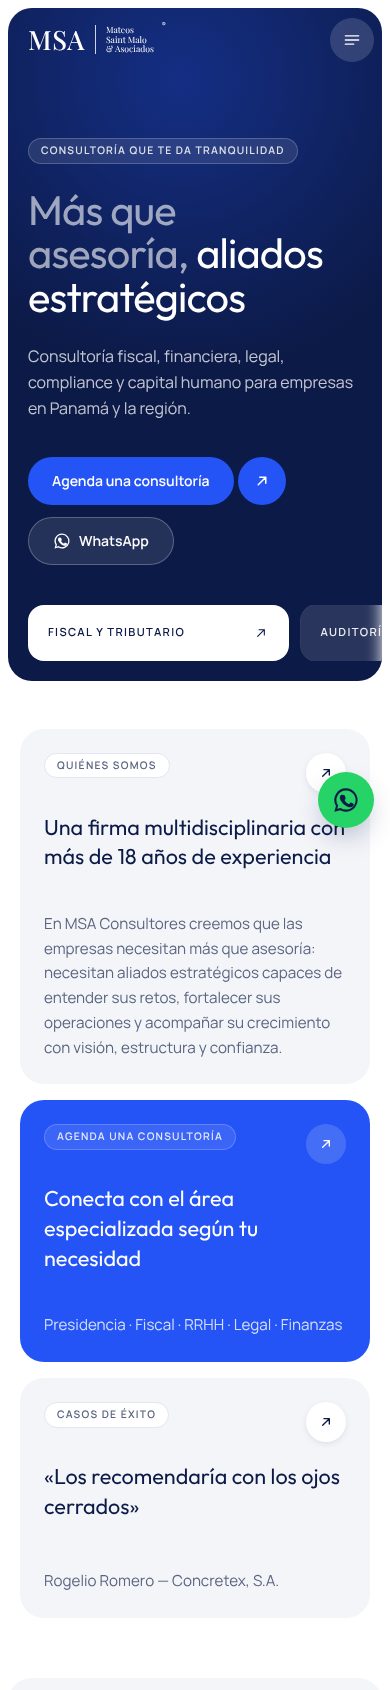 MSA
Mateos
Saint Malo
& Asociados
®
CONSULTORÍA QUE TE DA TRANQUILIDAD
Más que
asesoría, aliados
estratégicos
Consultoría fiscal, financiera, legal,
compliance y capital humano para empresas
en Panamá y la región.
Agenda una consultoría
WhatsApp
FISCAL Y TRIBUTARIO
AUDITORÍ
QUIÉNES SOMOS
Una firma multidisciplinaria con
más de 18 años de experiencia
En MSA Consultores creemos que las
empresas necesitan más que asesoría:
necesitan aliados estratégicos capaces de
entender sus retos, fortalecer sus
operaciones y acompañar su crecimiento
con visión, estructura y confianza.
AGENDA UNA CONSULTORÍA
Conecta con el área
especializada según tu
necesidad
Presidencia · Fiscal · RRHH · Legal · Finanzas
CASOS DE ÉXITO
«Los recomendaría con los ojos
cerrados»
Rogelio Romero — Concretex, S.A.